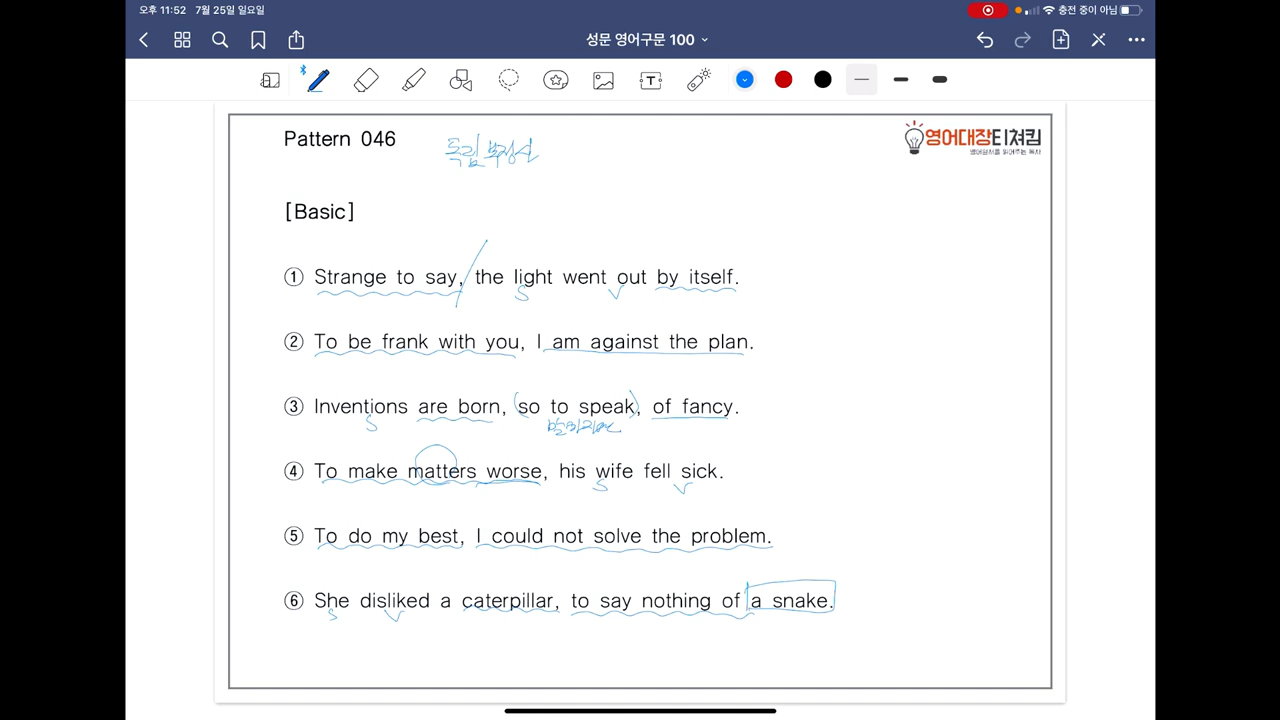 오후 11:52 7월 25일 일요일
충전 중이 아님
성문 영어구문 100
T
Pattern 046 독립부정사
영어대장티쳐킴
[Basic]
① Strange to say, the light went out by itself.
s v
② To be frank with you, I am against the plan.
③ Inventions are born, (so to speak), of fancy.
s 말하자면
④ To make matters worse, his wife fell sick.
s v
⑤ To do my best, I could not solve the problem.
⑥ She disliked a caterpillar, to say nothing of a snake.
s v